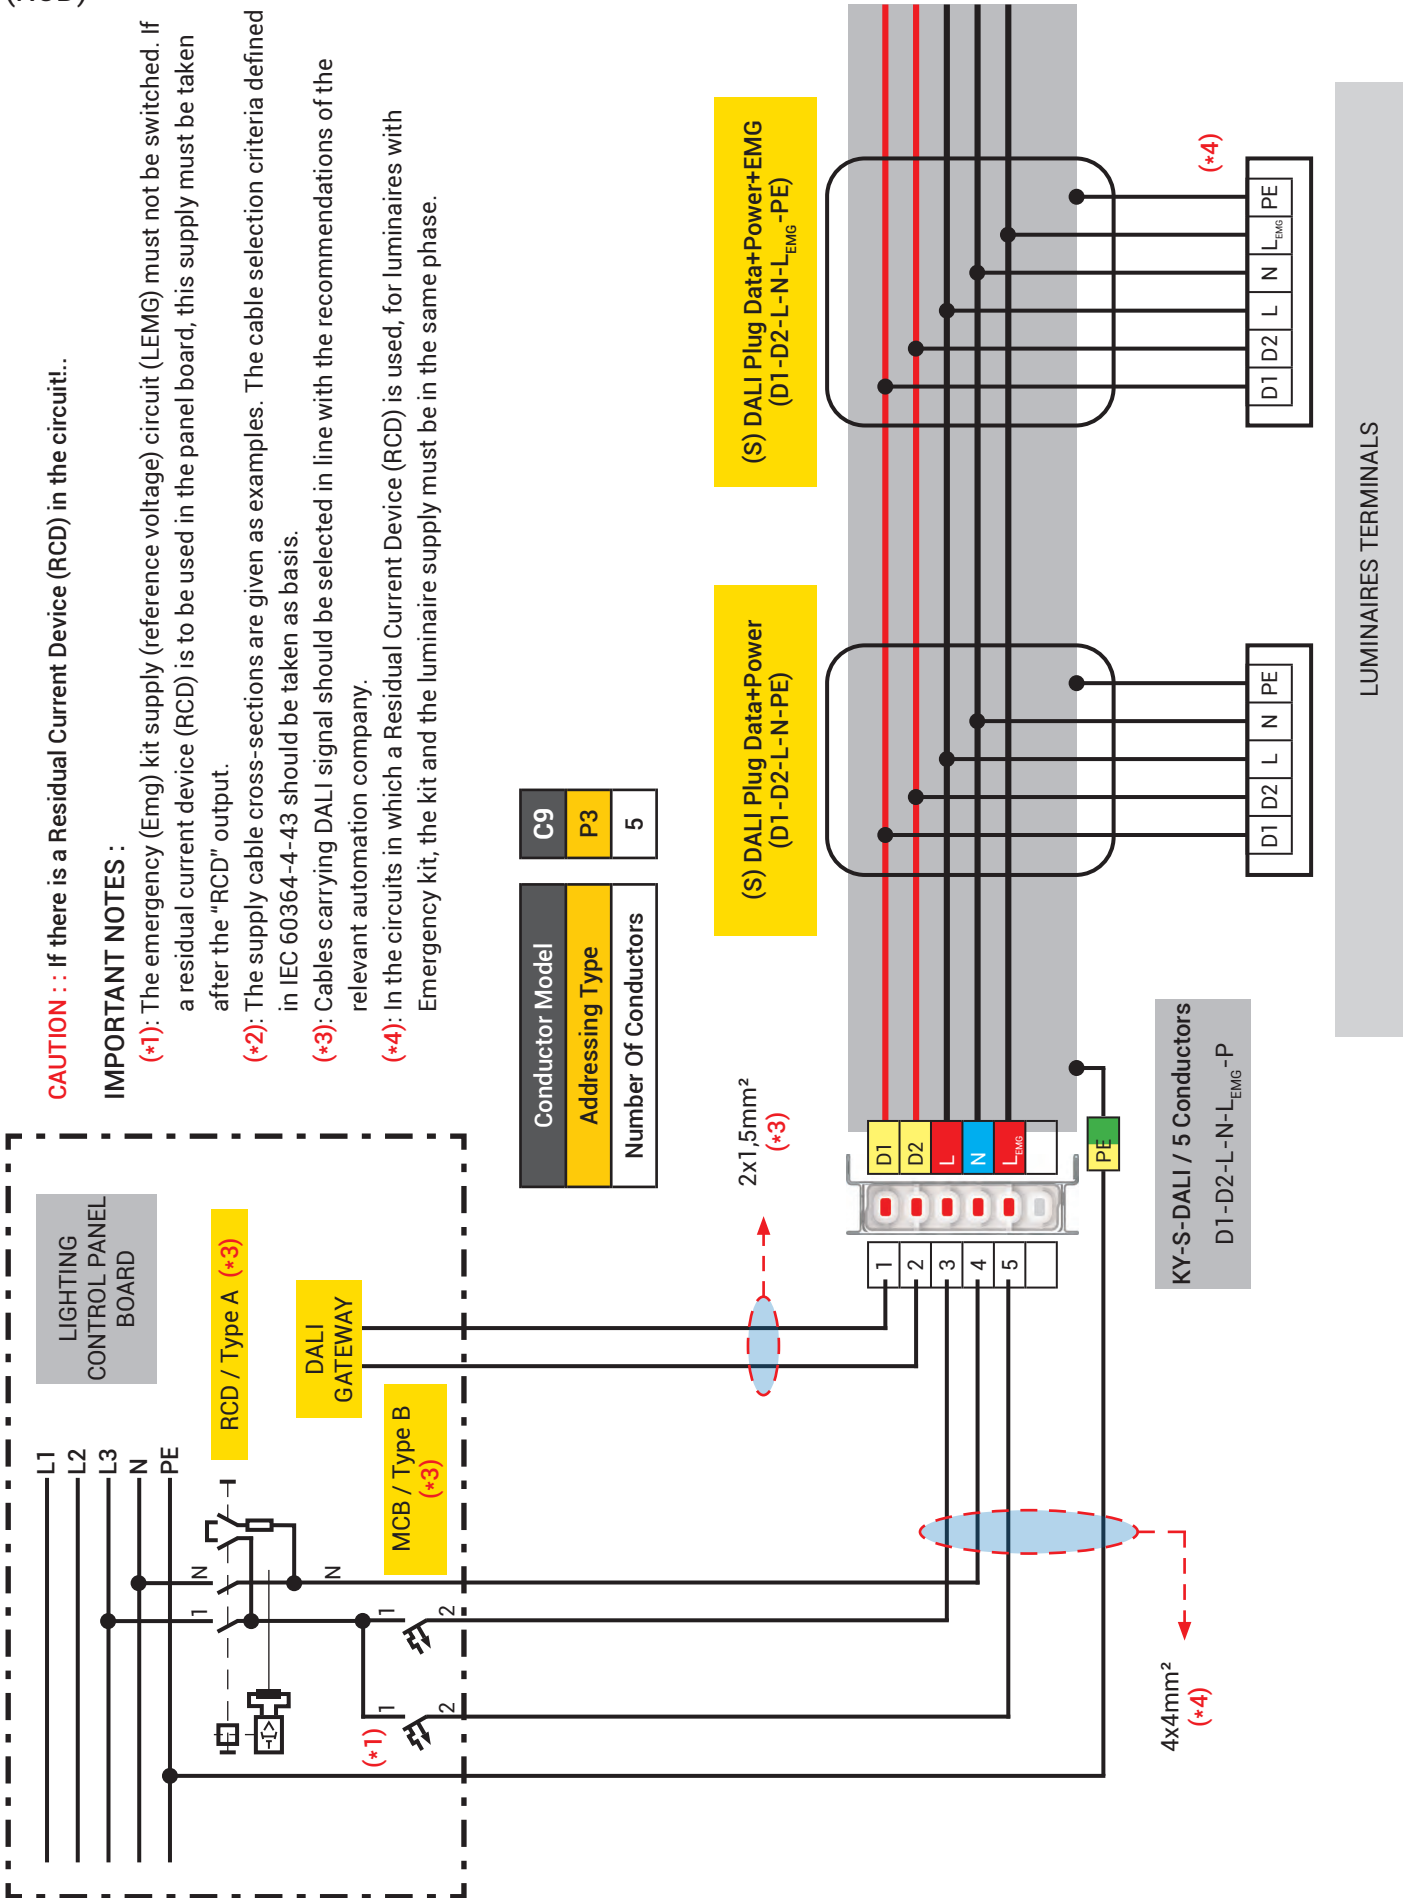 CAUTION : : If there is a Residual Current Device (RCD) in the circuit!..
IMPORTANT NOTES :
(*1): The emergency (Emg) kit supply (reference voltage) circuit (LEMG) must not be switched. If
a residual current device (RCD) is to be used in the panel board, this supply must be taken
after the “RCD” output.
(*2): The supply cable cross-sections are given as examples. The cable selection criteria defined
in IEC 60364-4-43 should be taken as basis.
(*3): Cables carrying DALI signal should be selected in line with the recommendations of the
relevant automation company.
(*4): In the circuits in which a Residual Current Device (RCD) is used, for luminaires with
Emergency kit, the kit and the luminaire supply must be in the same phase.
LIGHTING
CONTROL PANEL
BOARD
L1
L2
L3
N
PE
RCD / Type A (*3)
1
N
N
DALI
GATEWAY
MCB / Type B
(*3)
(*1)
1
2
1
2
Conductor Model
C9
Addressing Type
P3
Number Of Conductors
5
2x1,5mm²
(*3)
4x4mm²
(*4)
1
2
3
4
5
D1
D2
L
N
LEMG
PE
KY-S-DALI / 5 Conductors
D1-D2-L-N-LEMG-P
(S) DALI Plug Data+Power
(D1-D2-L-N-PE)
D1 D2 L N PE
(S) DALI Plug Data+Power+EMG
(D1-D2-L-N-LEMG-PE)
D1 D2 L N LEMG PE
(*4)
LUMINAIRES TERMINALS